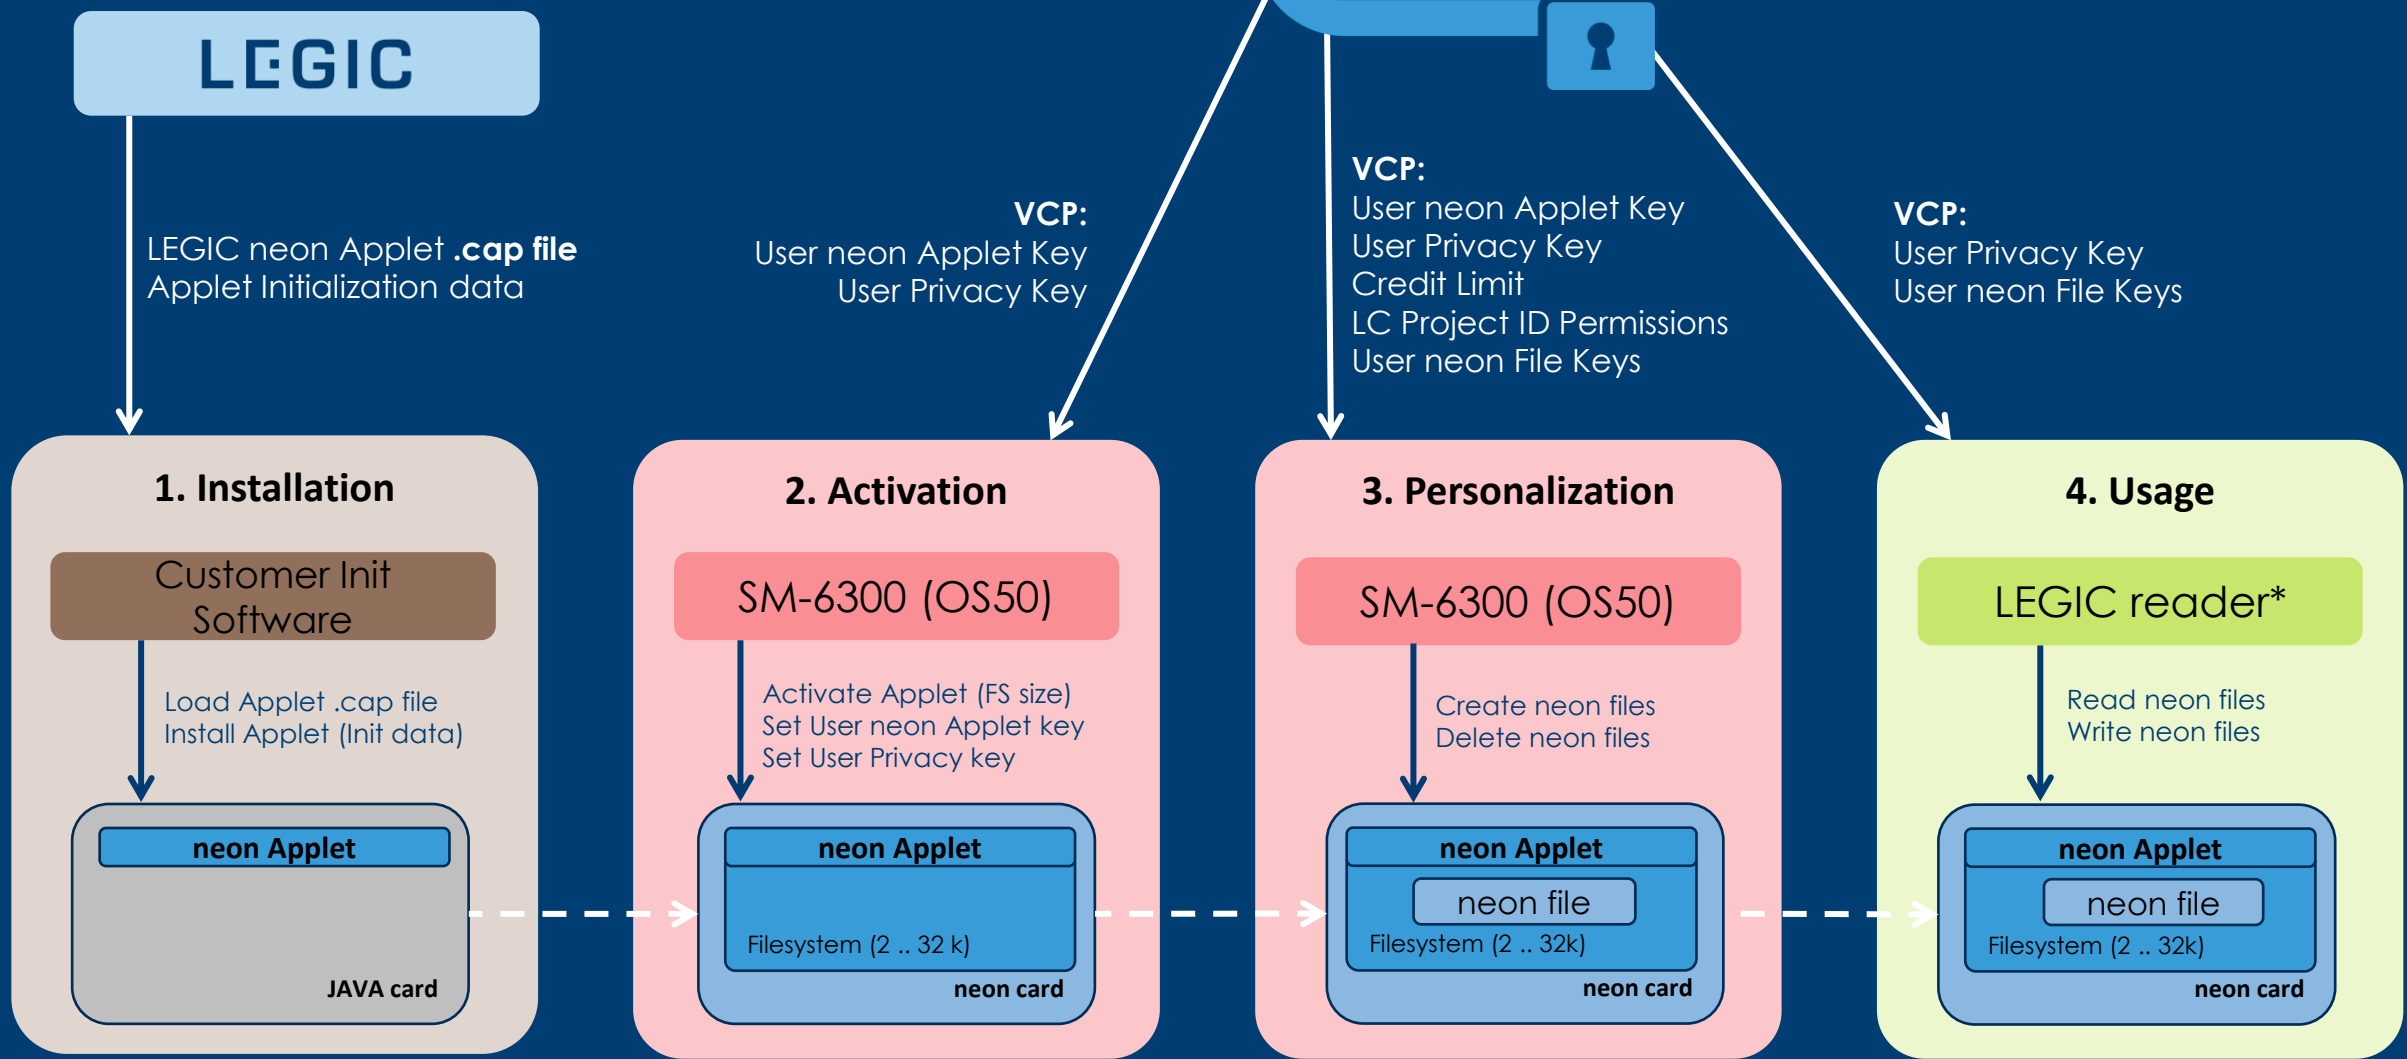 LEGIC
LEGIC neon Applet .cap file
Applet Initialization data
VCP:
User neon Applet Key
User Privacy Key
VCP:
User neon Applet Key
User Privacy Key
Credit Limit
LC Project ID Permissions
User neon File Keys
VCP:
User Privacy Key
User neon File Keys
1. Installation
Customer Init
Software
Load Applet .cap file
Install Applet (Init data)
neon Applet
JAVA card
2. Activation
SM-6300 (OS50)
Activate Applet (FS size)
Set User neon Applet key
Set User Privacy key
neon Applet
Filesystem (2 .. 32 k)
neon card
3. Personalization
SM-6300 (OS50)
Create neon files
Delete neon files
neon Applet
neon file
Filesystem (2 .. 32k)
neon card
4. Usage
LEGIC reader*
Read neon files
Write neon files
neon Applet
neon file
Filesystem (2 .. 32k)
neon card